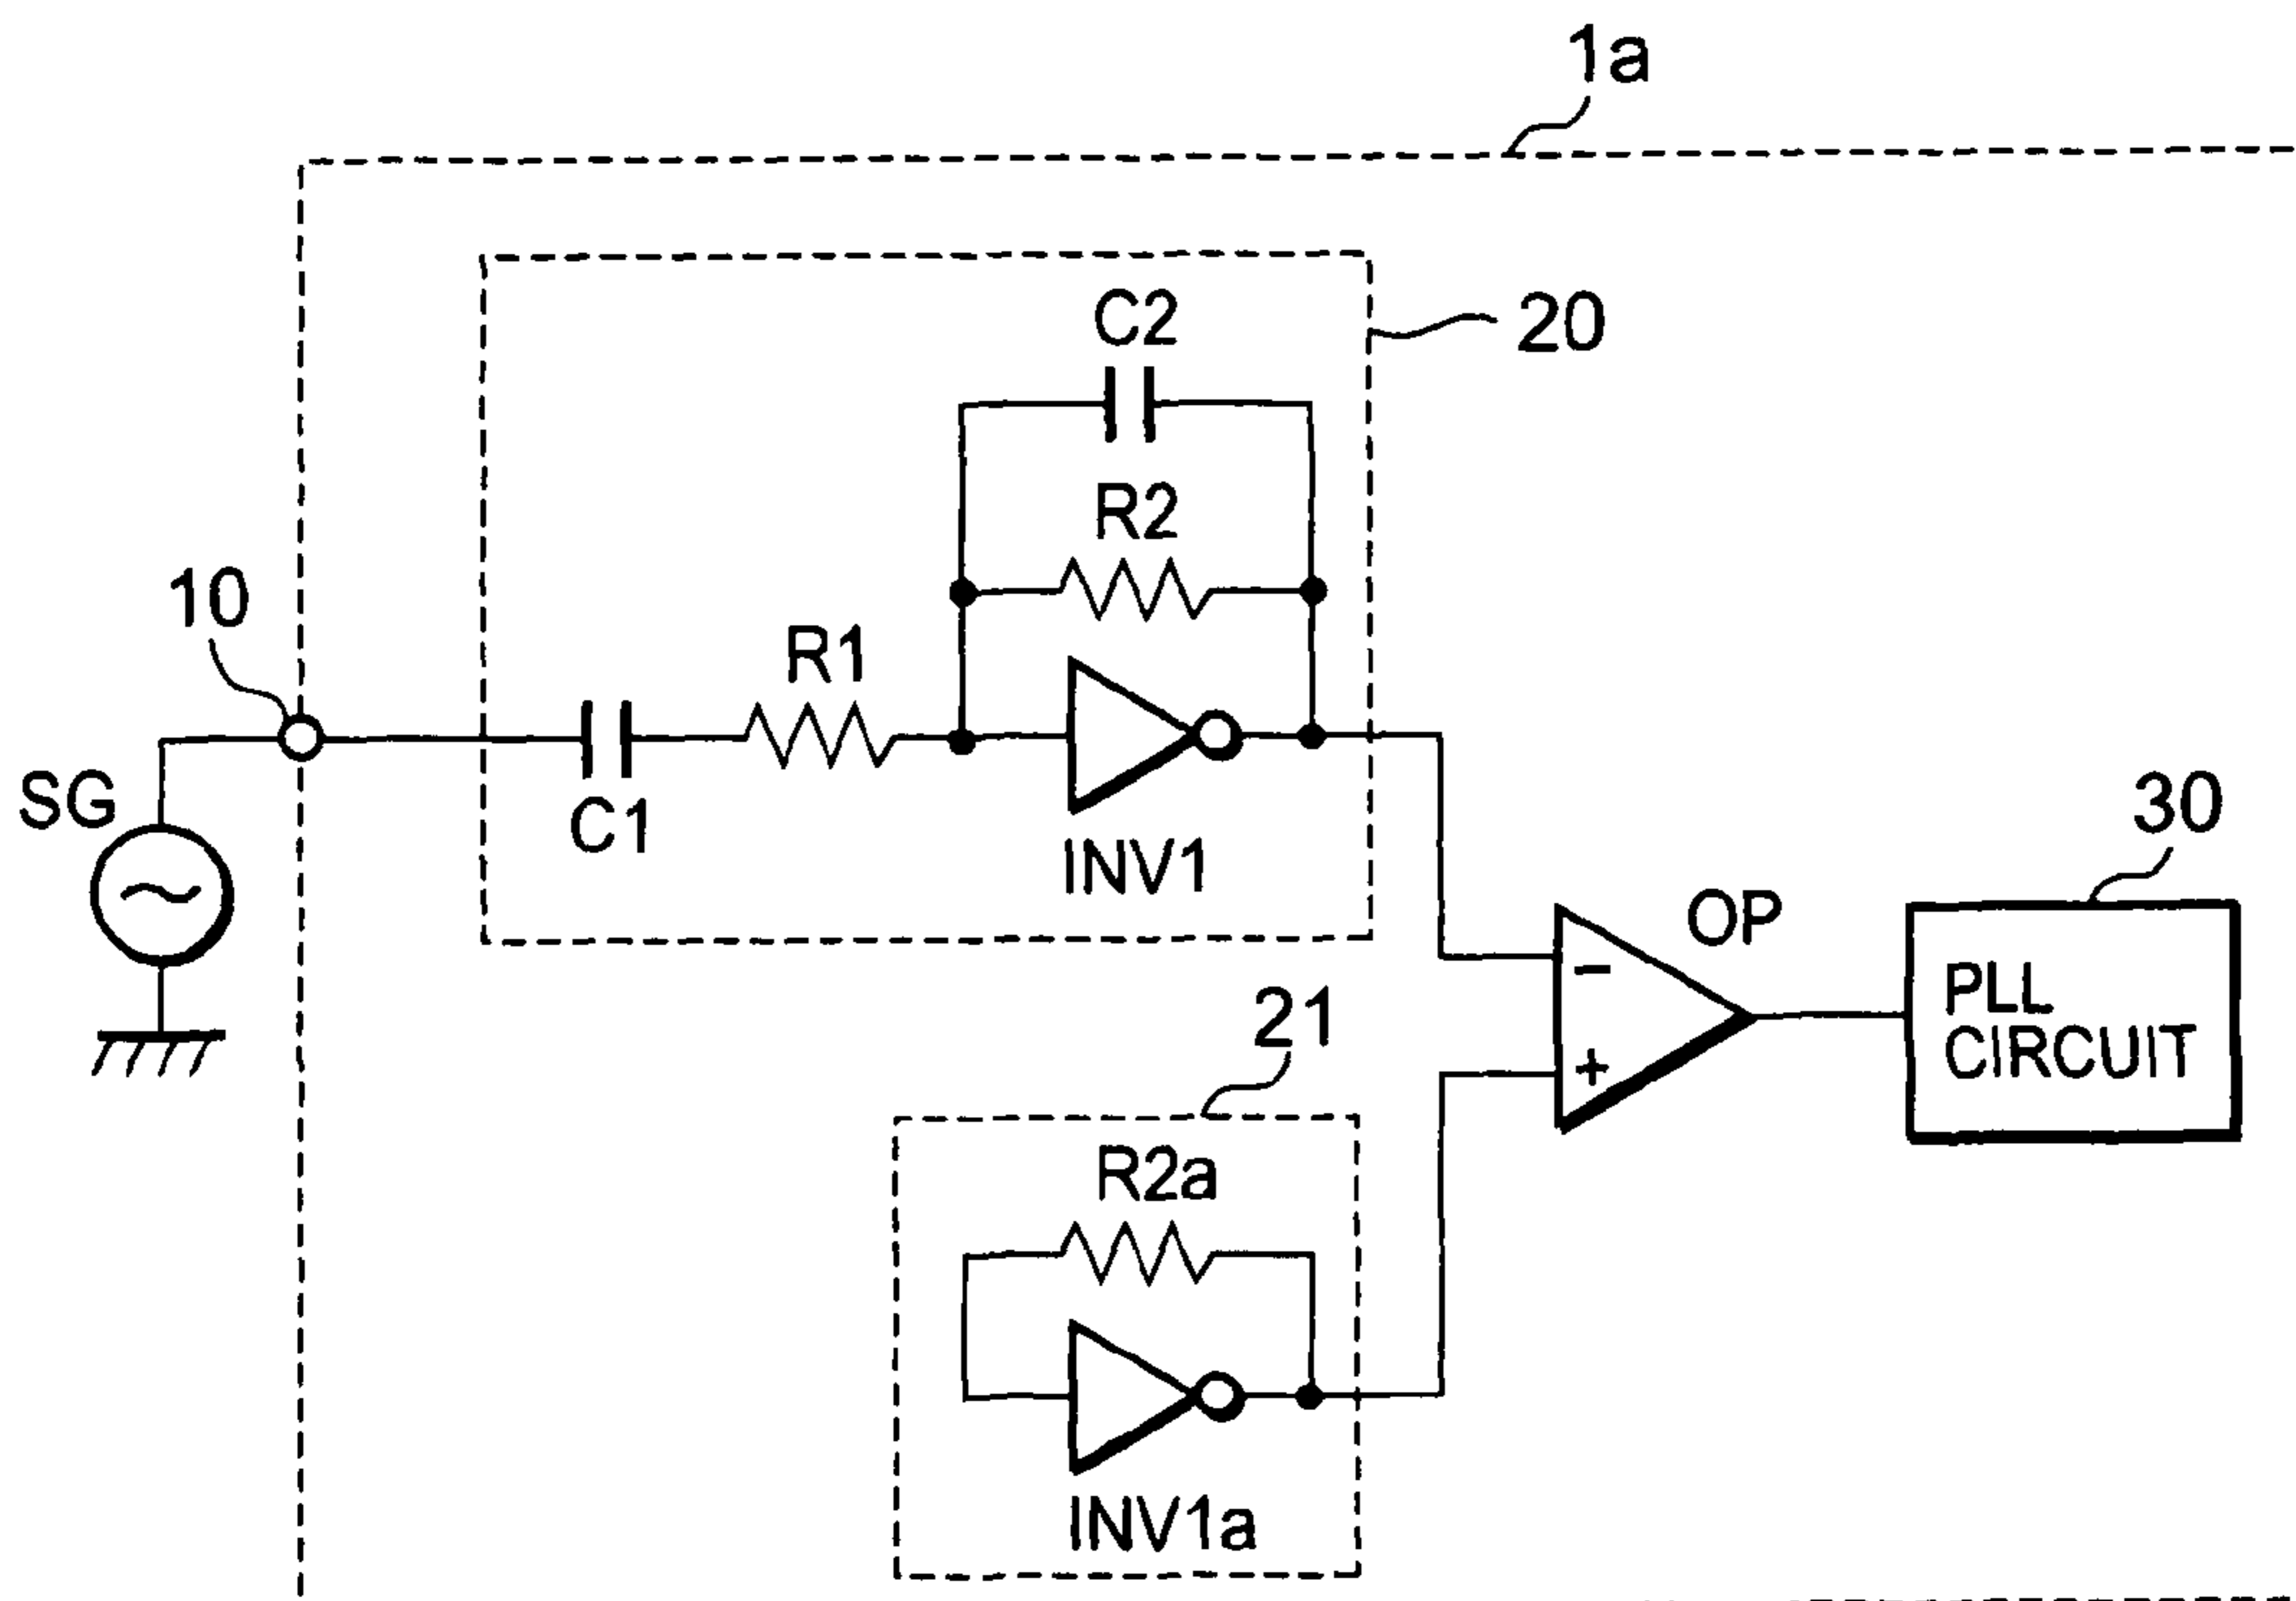 1a
20
C2
R2
10
R1
SG
C1
INV1
30
OP
-
PLL
CIRCUIT
21
+
R2a
INV1a